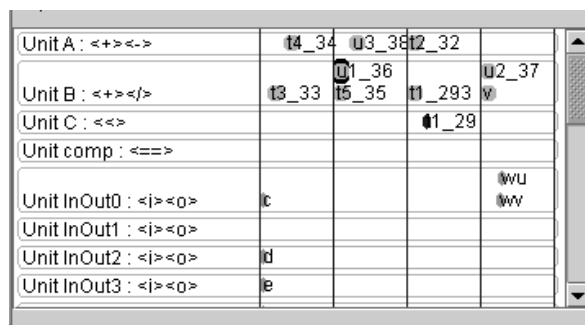 Unit A : <+><-> t4_34 u3_38 t2_32
u1_36 u2_37
Unit B : <+></> t3_33 t5_35 t1_293 v
Unit C : <<> i1_29
Unit comp : <==>
wu
Unit InOut0 : <i><o> c wv
Unit InOut1 : <i><o>
Unit InOut2 : <i><o> d
Unit InOut3 : <i><o> e